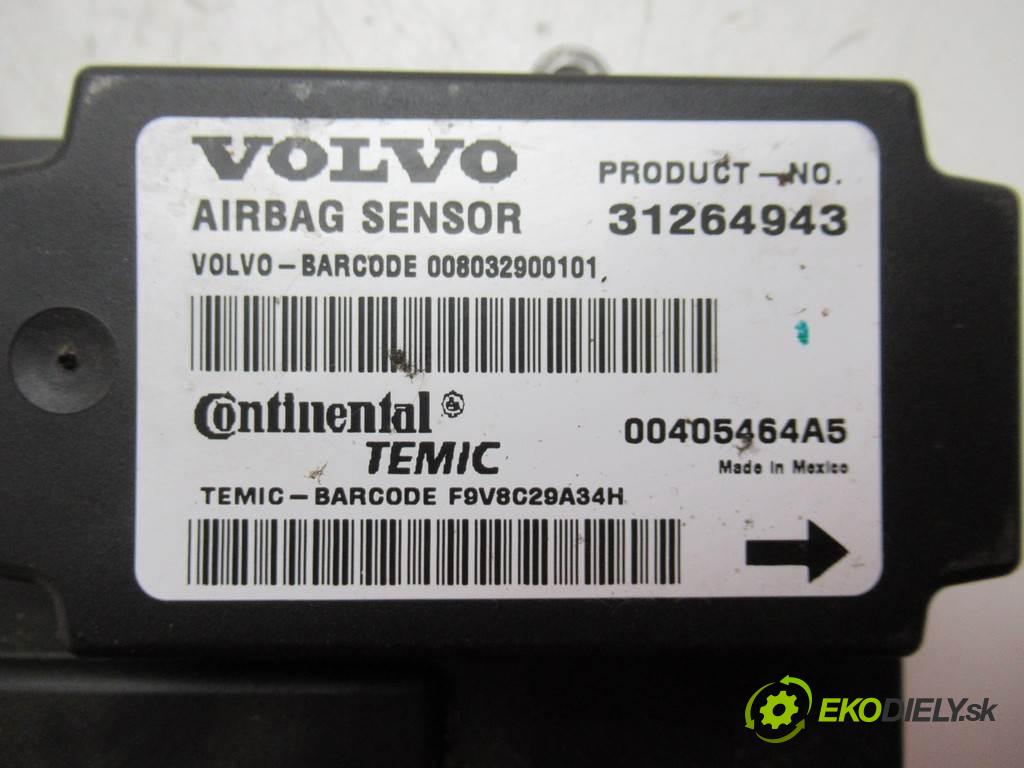 VOLVO
PRODUCT-NO.
AIRBAG SENSOR 31264943
VOLVO-BARCODE 008032900101
Continental
00405464A5
TEMIC
Made in Mexico
TEMIC-BARCODE F9V8C29A34H
EKODIELY.sk